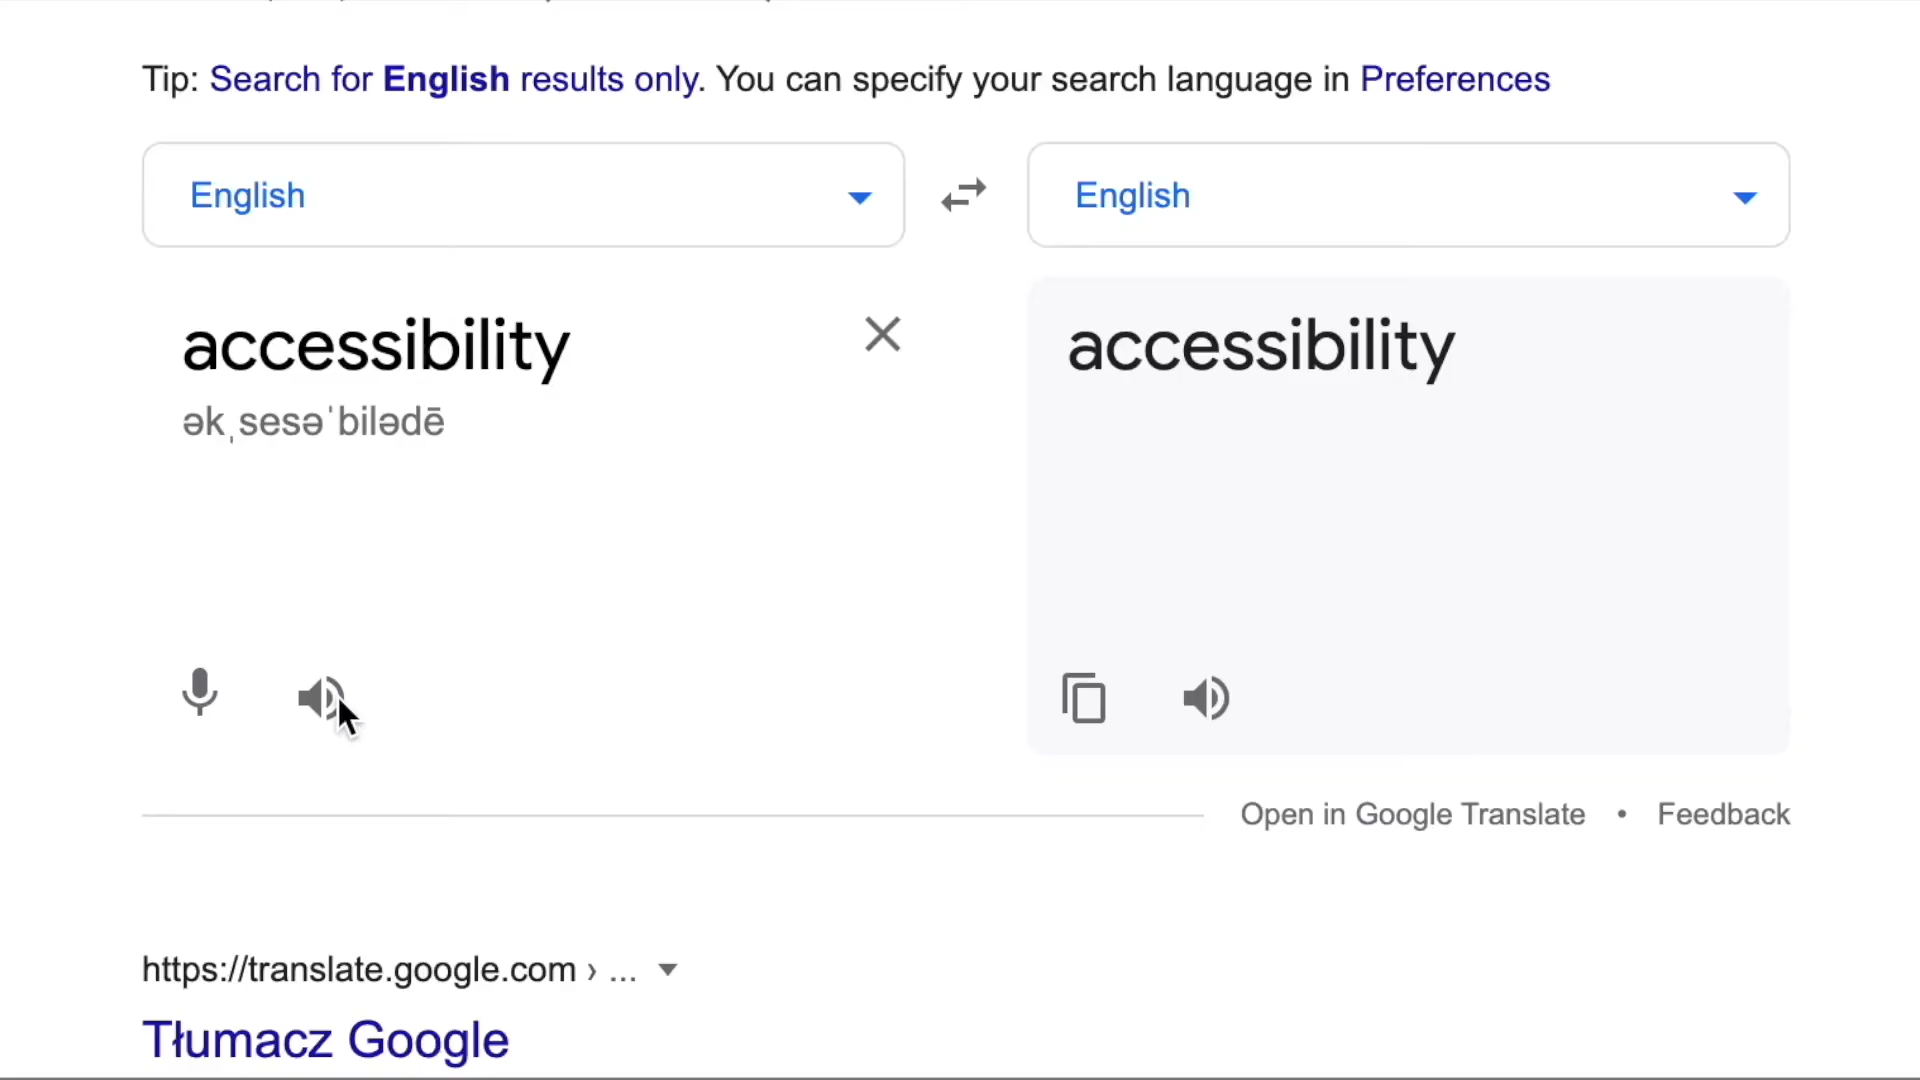 Tip: Search for English results only. You can specify your search language in Preferences
English
English
accessibility
əkˌsesəˈbilədē
accessibility
Open in Google Translate • Feedback
https://translate.google.com › ...
Tłumacz Google